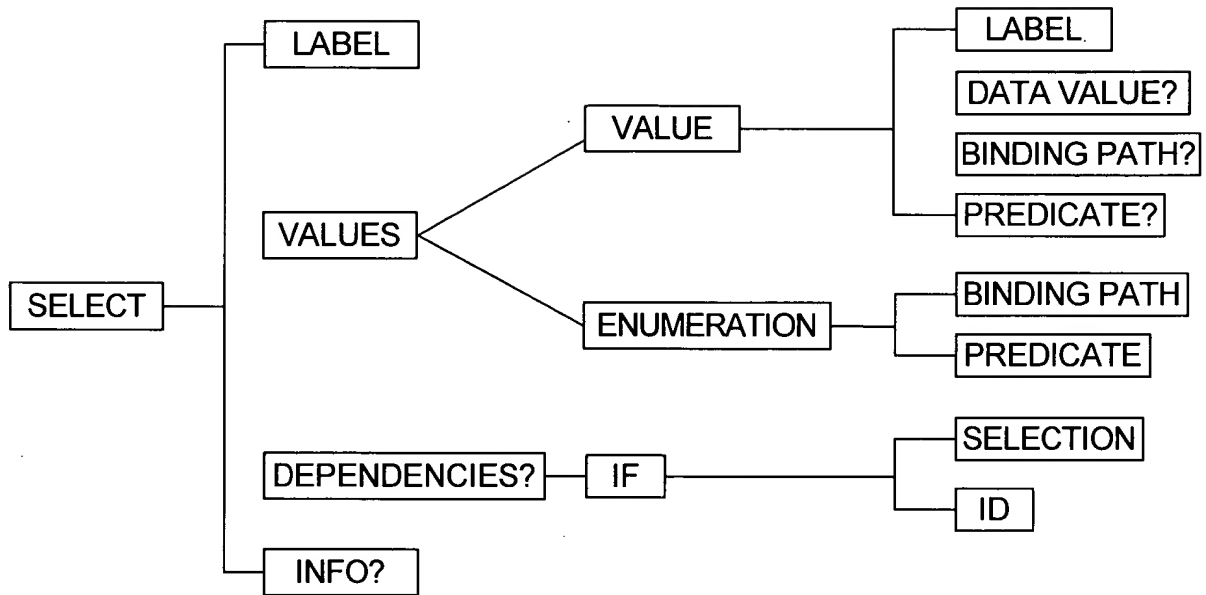 SELECT
LABEL
VALUES
DEPENDENCIES?
INFO?
VALUE
ENUMERATION
IF
LABEL
DATA VALUE?
BINDING PATH?
PREDICATE?
BINDING PATH
PREDICATE
SELECTION
ID